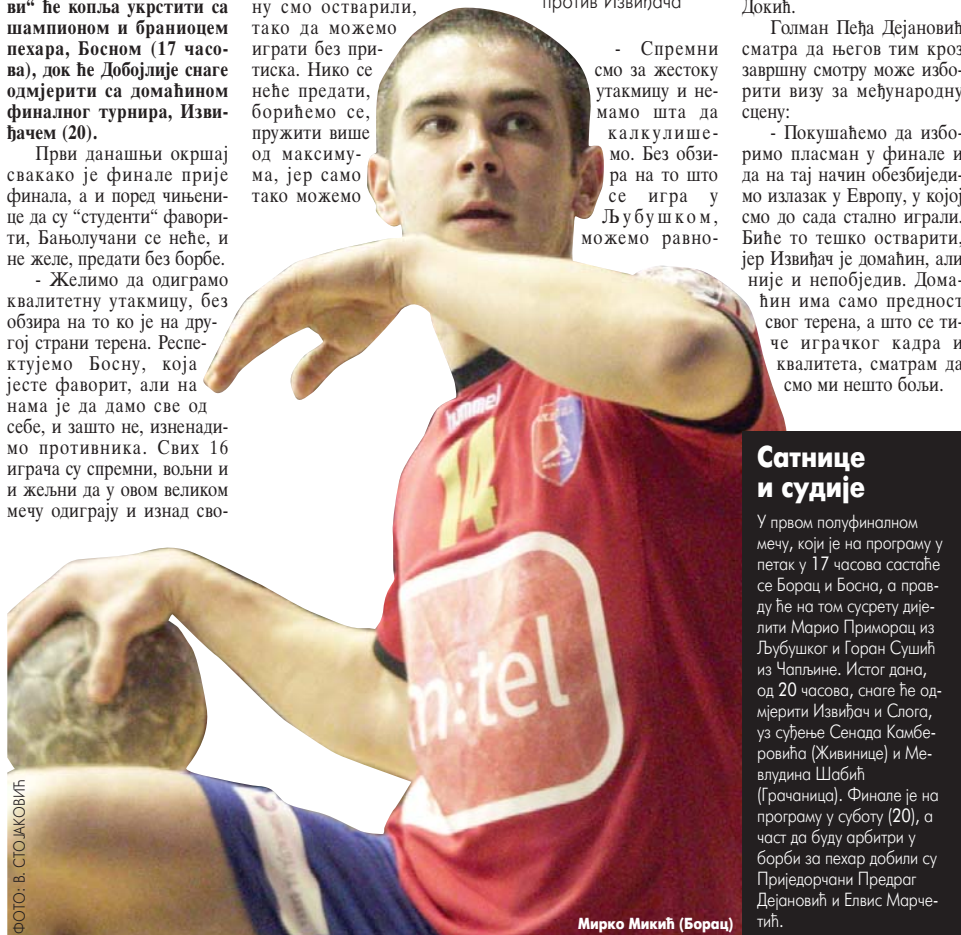 ви“ ће копља укрстити са
шампионом и браниоцем
пехара, Босном (17 часо-
ва), док ће Добојлије снаге
одмјерити са домаћином
финалног турнира, Изви-
ђачем (20).
Први данашњи окршај
свакако је финале прије
финала, а и поред чињени-
це да су “студенти“ фавори-
ти, Бањолучани се неће, и
не желе, предати без борбе.
- Желимо да одиграмо
квалитетну утакмицу, без
обзира на то ко је на дру-
гој страни терена. Респе-
ктујемо Босну, која
јесте фаворит, али на
нама је да дамо све од
себе, и зашто не, изненади-
мо противника. Свих 16
играча су спремни, вољни и
и жељни да у овом великом
мечу одиграју и изнад сво-
ну смо остварили,
тако да можемо
играти без при-
тиска. Нико се
неће предати,
борићемо се,
пружити више
од максиму-
ма, јер само
тако можемо
против Извиђача
- Спремни
смо за жестоку
утакмицу и не-
мамо шта да
калкулише-
мо. Без обзи-
ра на то што
се игра у
Љубушком,
можемо равно-
Докић.
Голман Пеђа Дејановић
сматра да његов тим кроз
завршну смотру може избо-
рити визу за међународну
сцену:
- Покушаћемо да избо-
римо пласман у финале и
да на тај начин обезбиједи-
мо излазак у Европу, у којој
смо до сада стално играли.
Биће то тешко остварити,
јер Извиђач је домаћин, али
није и непобједив. Дома-
ћин има само предност
свог терена, а што се ти-
че играчког кадра и
квалитета, сматрам да
смо ми нешто бољи.
hummel
14
m:tel
Сатнице
и судије
У првом полуфиналном
мечу, који је на програму у
петак у 17 часова састаће
се Борац и Босна, а прав-
ду ће на том сусрету дије-
лити Марио Приморац из
Љубушког и Горан Сушић
из Чапљине. Истог дана,
од 20 часова, снаге ће од-
мјерити Извиђач и Слога,
уз суђење Сенада Камбе-
ровића (Живинице) и Ме-
влудина Шабић
(Грачаница). Финале је на
програму у суботу (20), а
част да буду арбитри у
борби за пехар добили су
Приједорчани Предраг
Дејановић и Елвис Марче-
тић.
ФОТО: В. СТОЈАКОВИЋ
Мирко Микић (Борац)